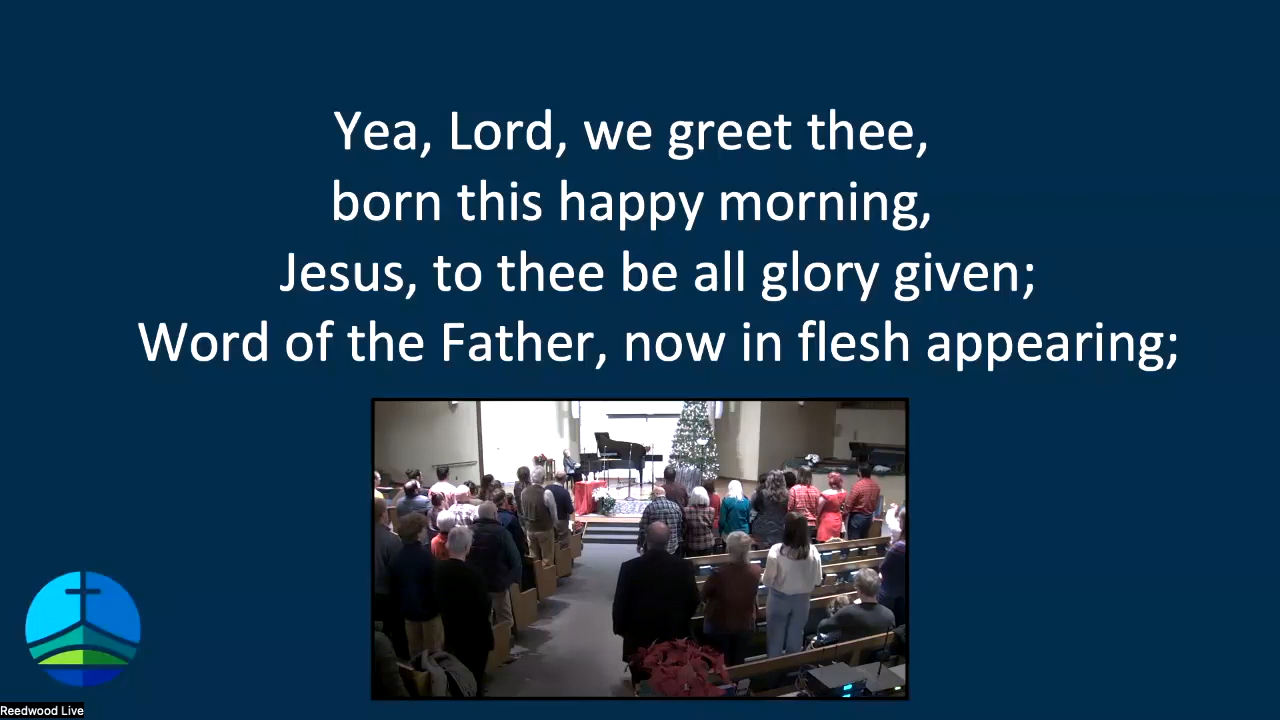 Yea, Lord, we greet thee,
born this happy morning,
Jesus, to thee be all glory given;
Word of the Father, now in flesh appearing;
Reedwood Live